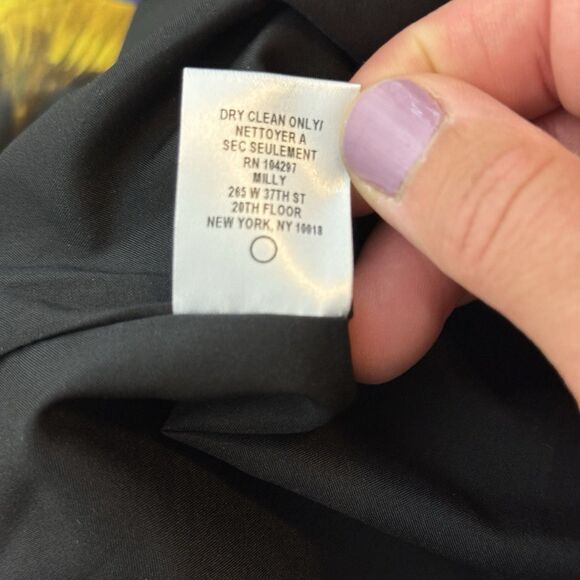 DRY CLEAN ONLY/
NETTOYER A
SEC SEULEMENT
RN 104297
MILLY
265 W 37TH ST
20TH FLOOR
NEW YORK, NY 10018